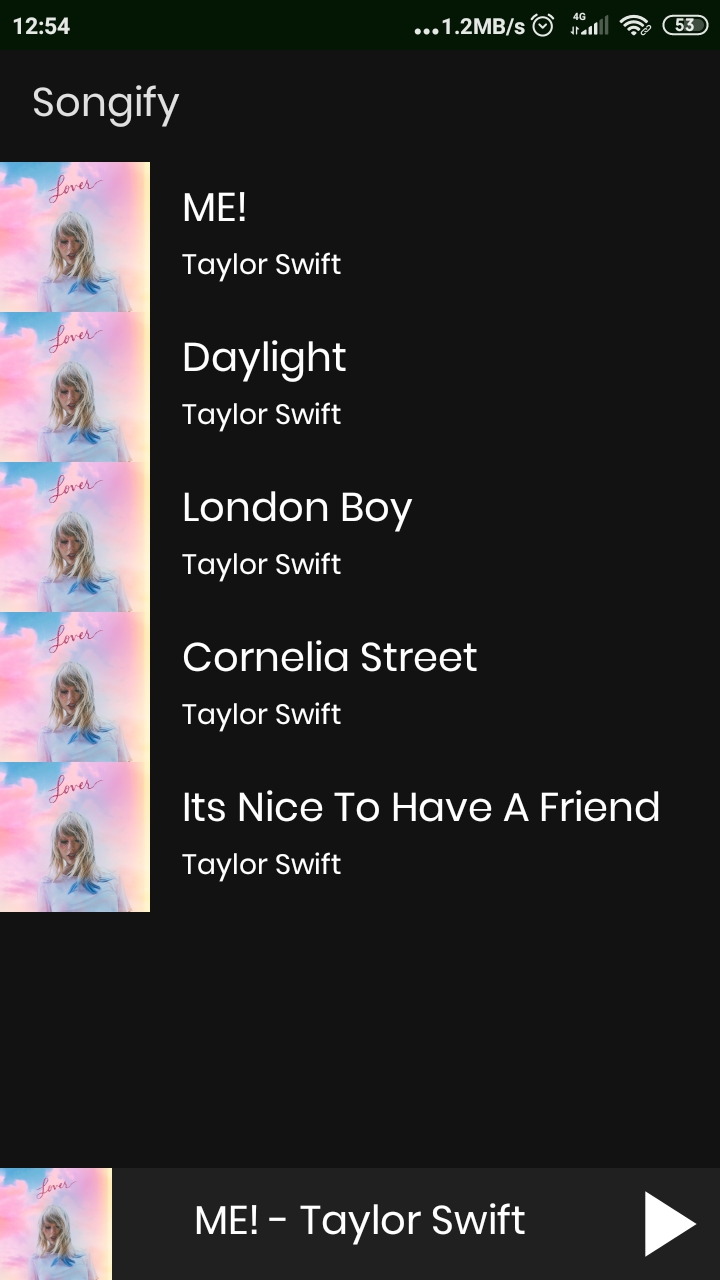 12:54 ...1.2MB/s 4G 53
Songify
Lover
ME!
Taylor Swift
Lover
Daylight
Taylor Swift
Lover
London Boy
Taylor Swift
Lover
Cornelia Street
Taylor Swift
Lover
Its Nice To Have A Friend
Taylor Swift
Lover
ME! - Taylor Swift